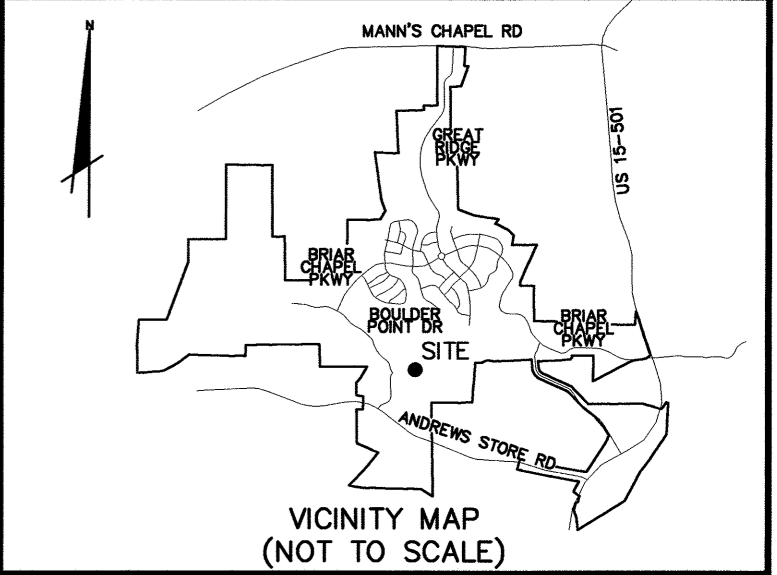 N
MANN'S CHAPEL RD
US 15-501
GREAT
RIDGE
PKWY
BRIAR
CHAPEL
PKWY
BOULDER
POINT DR
BRIAR
CHAPEL
PKWY
SITE
ANDREWS STORE RD
VICINITY MAP
(NOT TO SCALE)